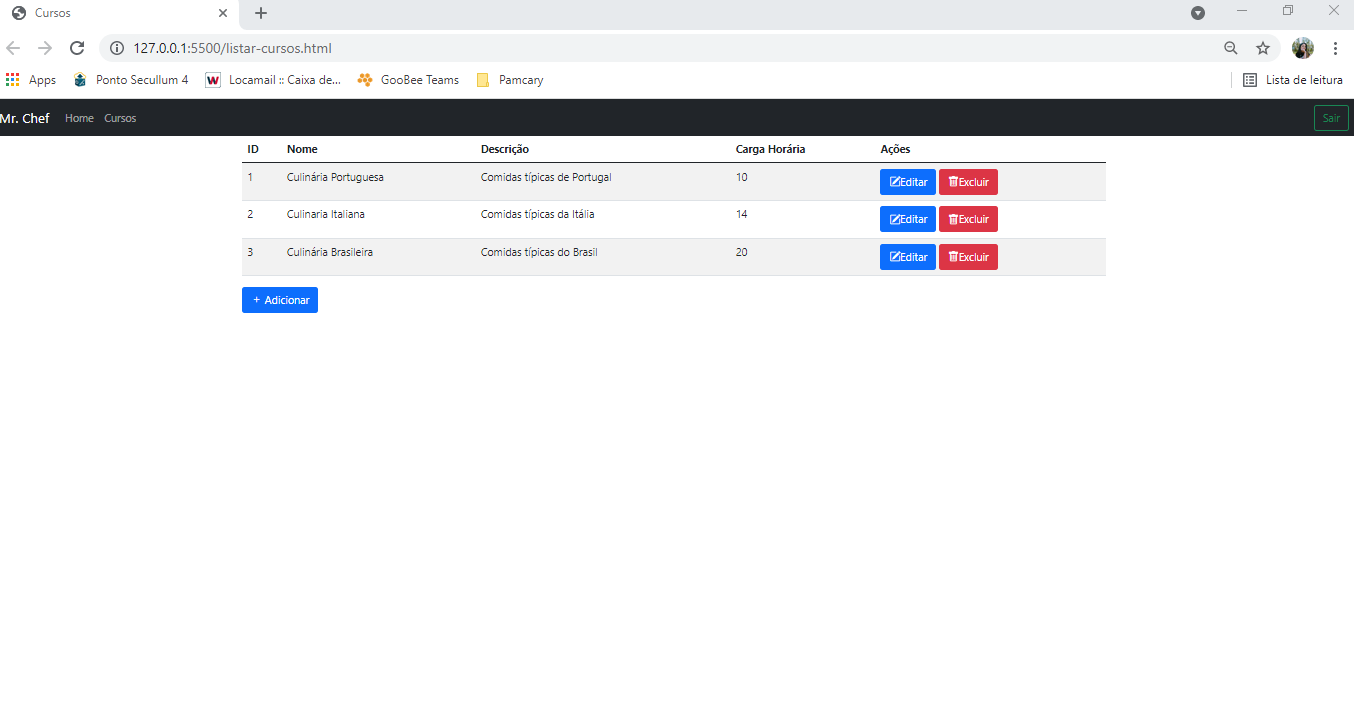 Cursos
127.0.0.1:5500/listar-cursos.html
Apps Ponto Secullum 4 Locamail :: Caixa de... GooBee Teams Pamcary Lista de leitura
Mr. Chef Home Cursos Sair
ID Nome Descrição Carga Horária Ações
1 Culinária Portuguesa Comidas típicas de Portugal 10 Editar Excluir
2 Culinaria Italiana Comidas típicas da Itália 14 Editar Excluir
3 Culinária Brasileira Comidas típicas do Brasil 20 Editar Excluir
+ Adicionar